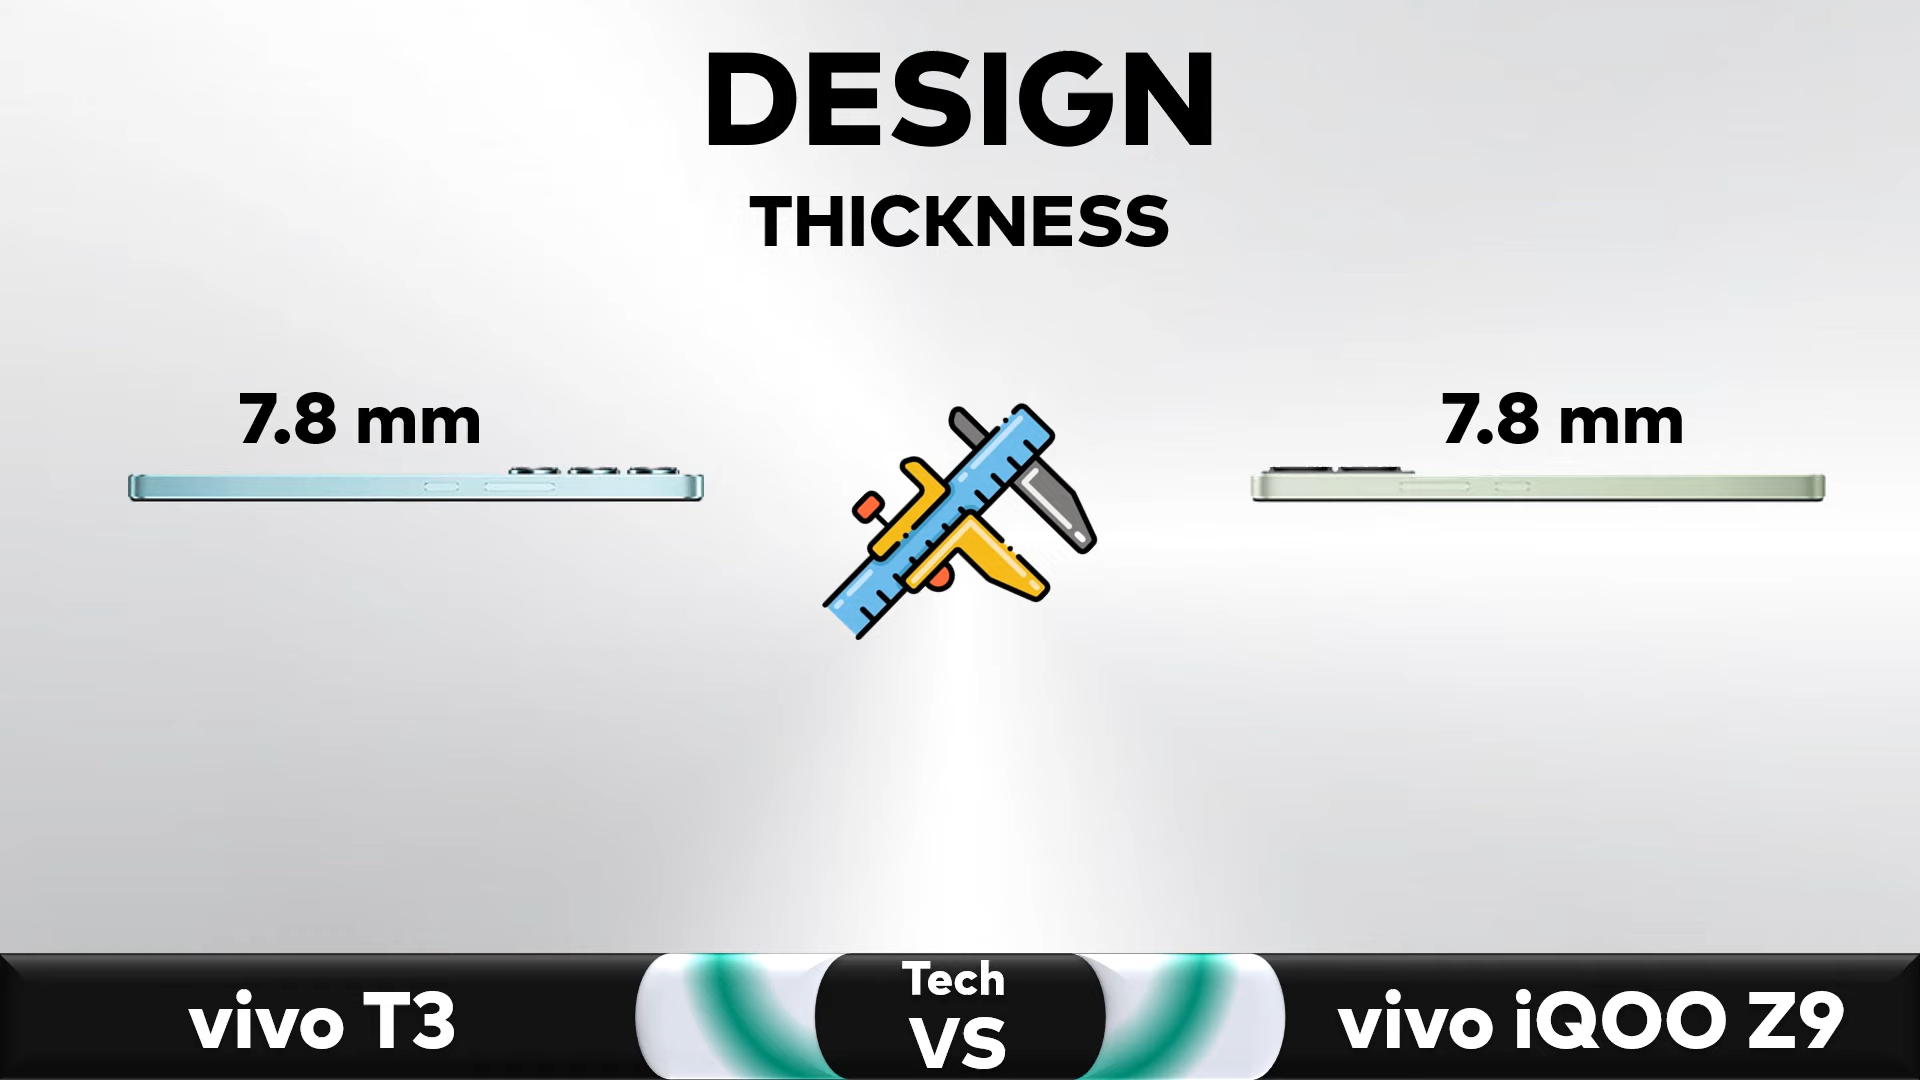 DESIGN
THICKNESS
7.8 mm
7.8 mm
vivo T3
Tech
VS
vivo iQOO Z9